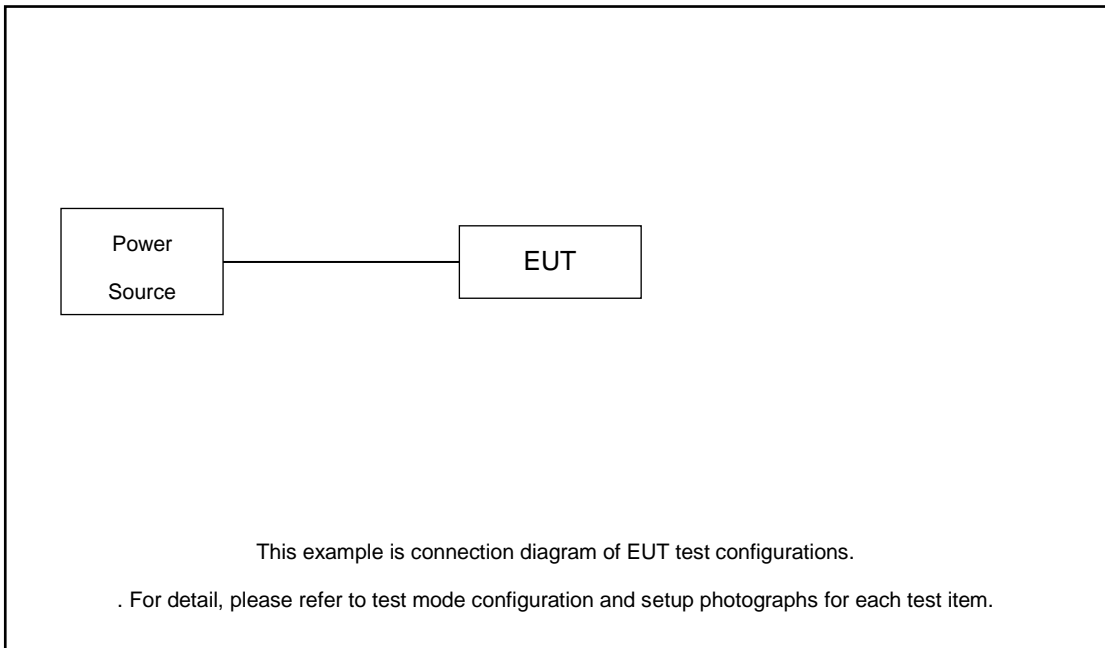 Power
Source
EUT
This example is connection diagram of EUT test configurations.
. For detail, please refer to test mode configuration and setup photographs for each test item.